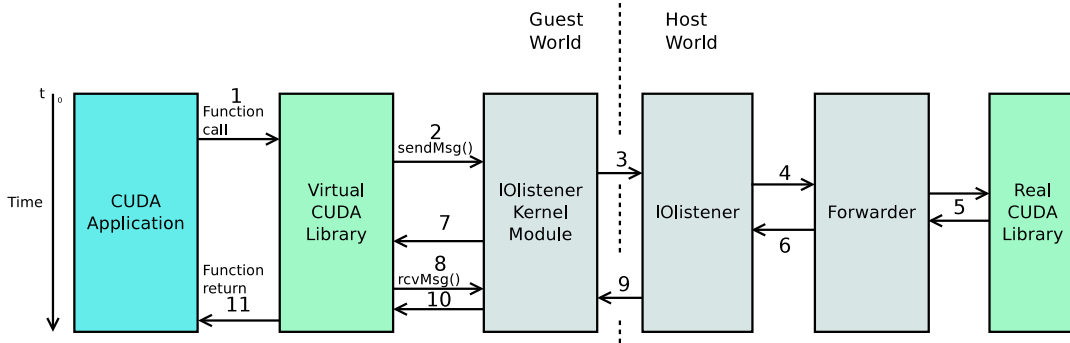 Guest
World
Host
World
t
0
Time
CUDA
Application
1
Function
call
Function
return
11
Virtual
CUDA
Library
2
sendMsg()
7
8
rcvMsg()
10
IOlistener
Kernel
Module
3
9
IOlistener
4
6
Forwarder
5
Real
CUDA
Library